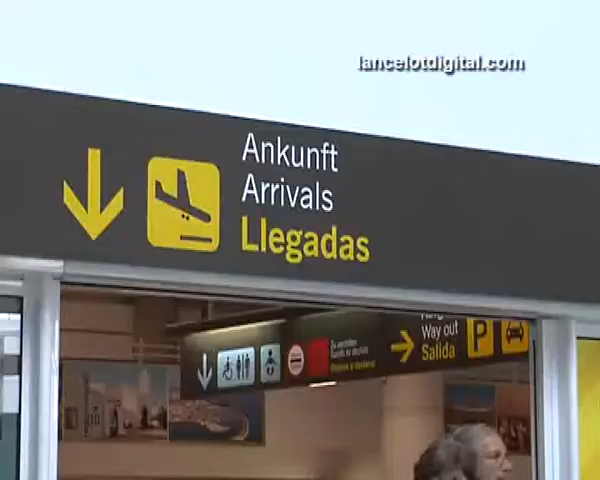 lancelotdigital.com
Ankunft
Arrivals
Llegadas
Way out
Salida
P